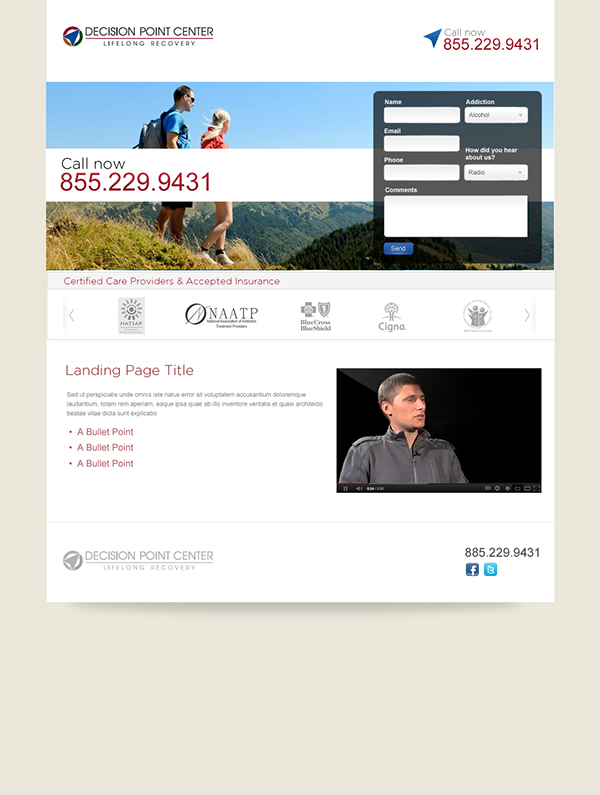 DECISION POINT CENTER
LIFELONG RECOVERY
Call now
855.229.9431
Call now
855.229.9431
Name
Addiction
Alcohol
Email
How did you hear
about us?
Phone
Radio
Comments
Send
Certified Care Providers & Accepted Insurance
NATSAP
NAATP
National Association of Addiction
Treatment Providers
BlueCross
BlueShield
Cigna.
Landing Page Title
Sed ut perspiciatis unde omnis iste natus error sit voluptatem accusantium doloremque
laudantium, totam rem aperiam, eaque ipsa quae ab illo inventore veritatis et quasi architecto
beatae vitae dicta sunt explicabo
• A Bullet Point
• A Bullet Point
• A Bullet Point
DECISION POINT CENTER
LIFELONG RECOVERY
885.229.9431